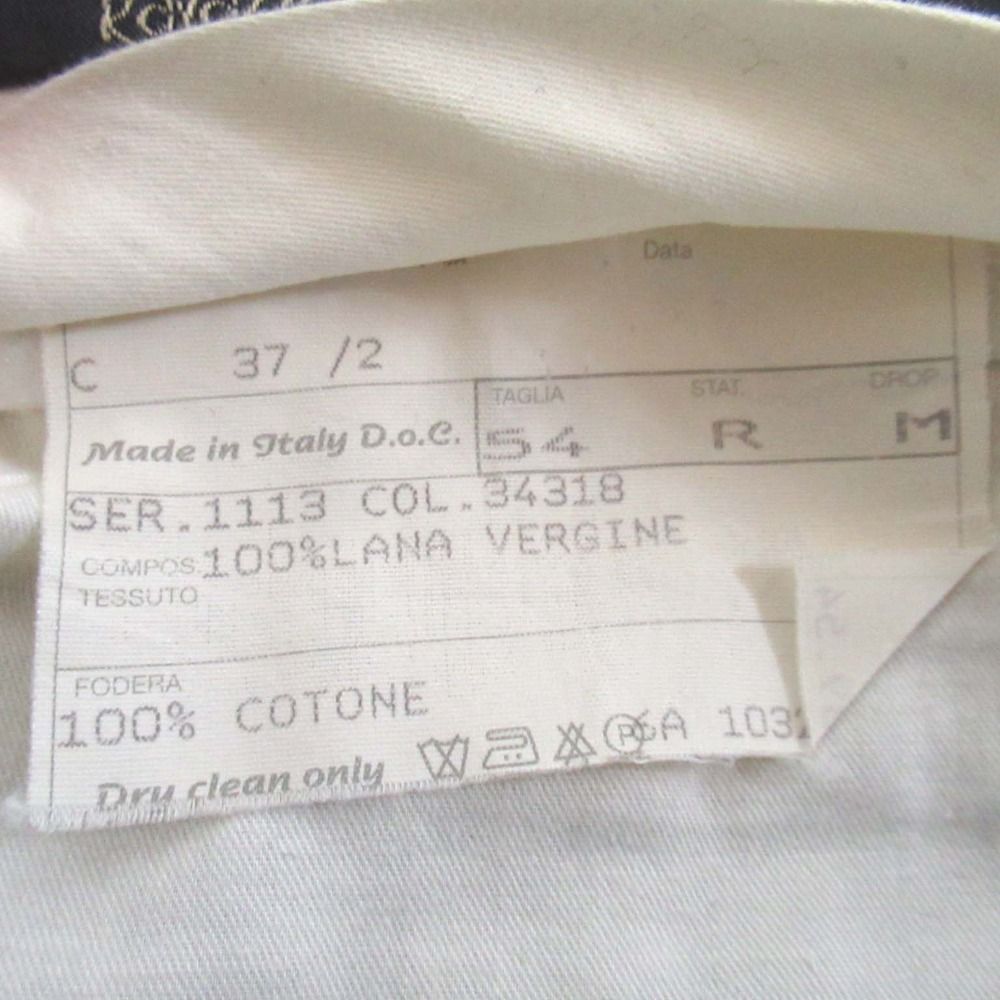 Data
C 37 /2
TAGLIA STAT. DROP
Made in Italy D.o.C. 54 R M
SER.1113 COL.34318
COMPOS. 100%LANA VERGINE
TESSUTO
FODERA
100% COTONE
Dry clean only P A 103